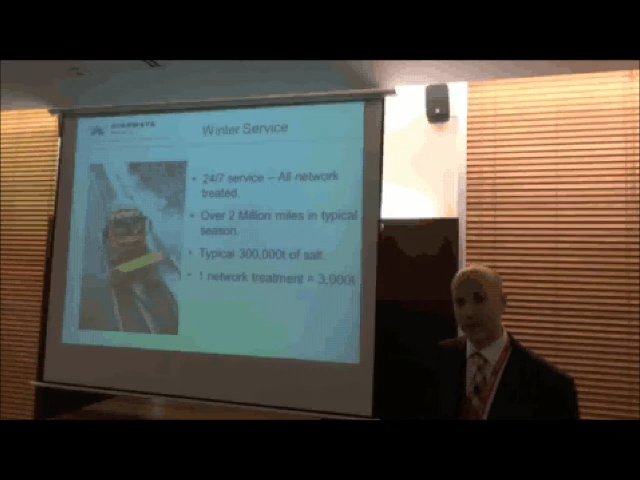 Winter Service
• 24/7 service – All network
treated.
• Over 2 Million miles in typical
season.
• Typical 300,000t of salt.
• 1 network treatment = 3,000t